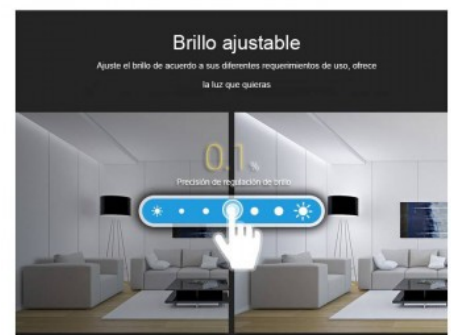 Brillo ajustable
Ajuste el brillo de acuerdo a sus diferentes requerimientos de uso, ofrece
la luz que quieras
0.1%
Precisión de regulación de brillo